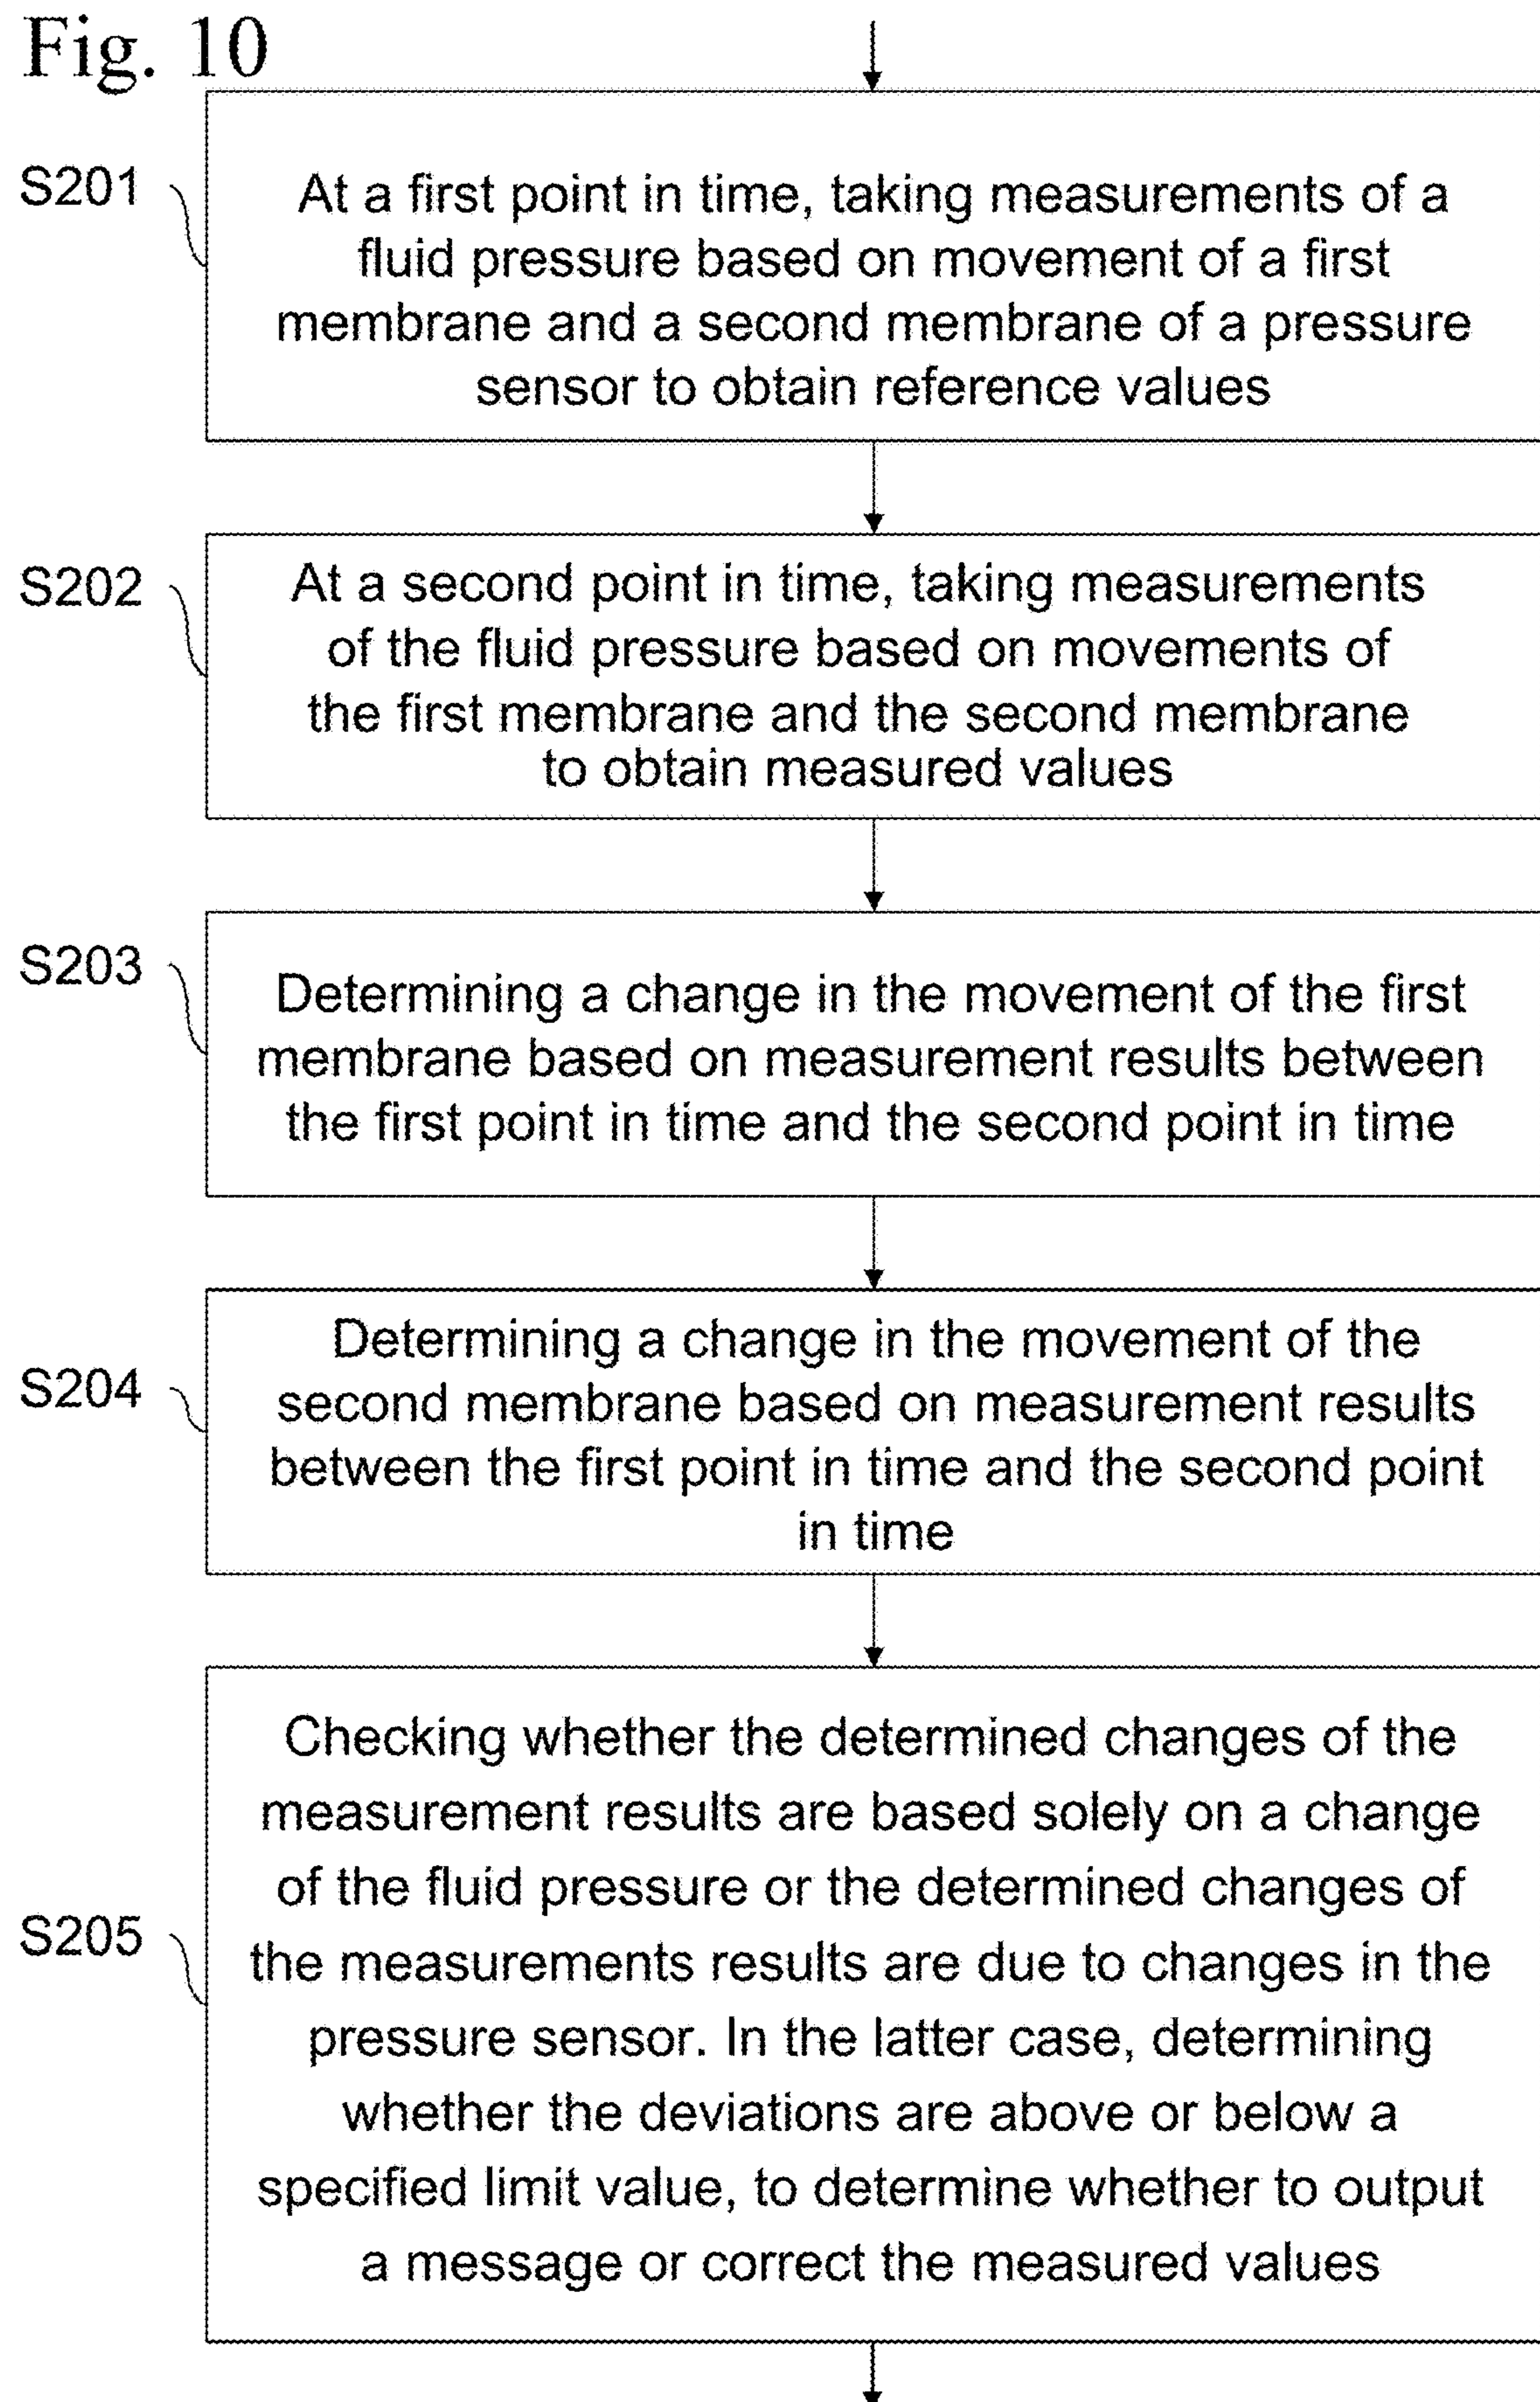 Fig. 10
S201
At a first point in time, taking measurements of a
fluid pressure based on movement of a first
membrane and a second membrane of a pressure
sensor to obtain reference values
S202
At a second point in time, taking measurements
of the fluid pressure based on movements of
the first membrane and the second membrane
to obtain measured values
S203
Determining a change in the movement of the first
membrane based on measurement results between
the first point in time and the second point in time
S204
Determining a change in the movement of the
second membrane based on measurement results
between the first point in time and the second point
in time
S205
Checking whether the determined changes of the
measurement results are based solely on a change
of the fluid pressure or the determined changes of
the measurements results are due to changes in the
pressure sensor. In the latter case, determining
whether the deviations are above or below a
specified limit value, to determine whether to output
a message or correct the measured values